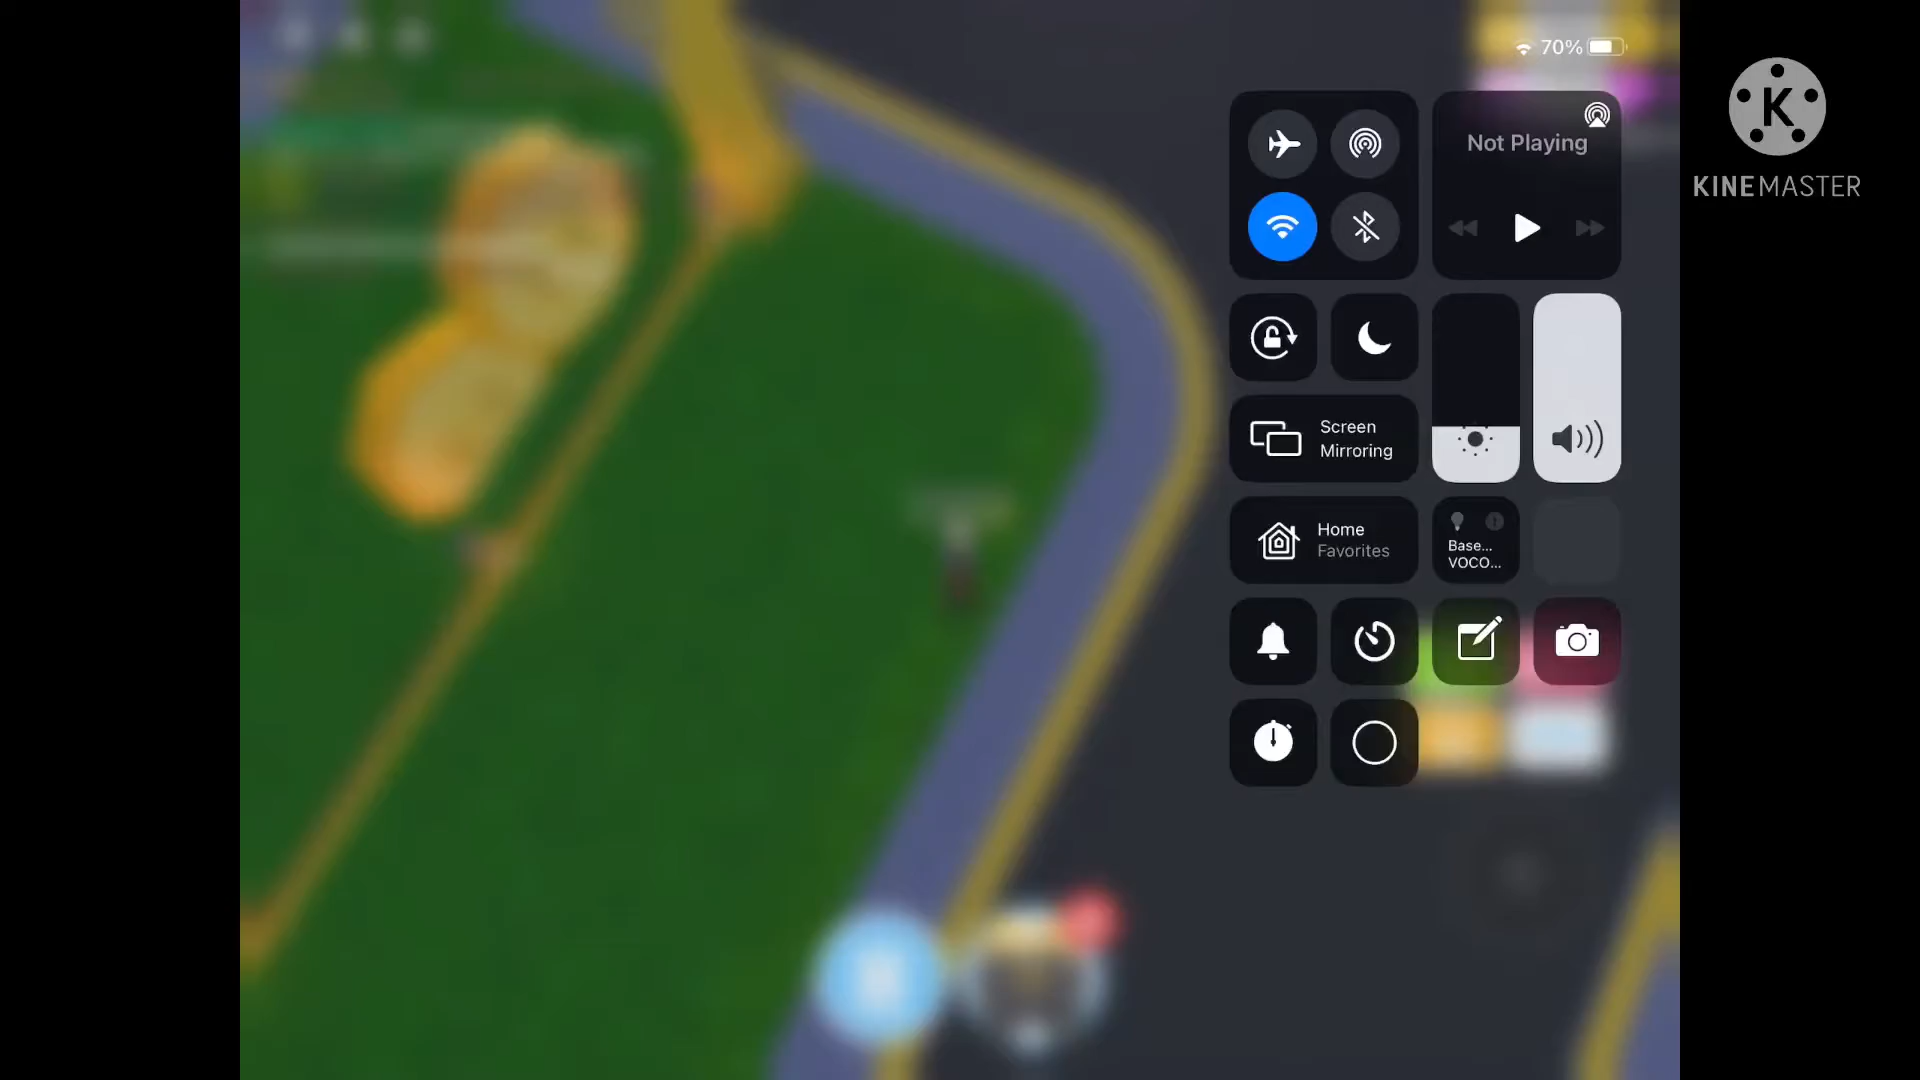 70%
Not Playing
K
KINEMASTER
Screen
Mirroring
Home
Favorites
Base...
VOCO...